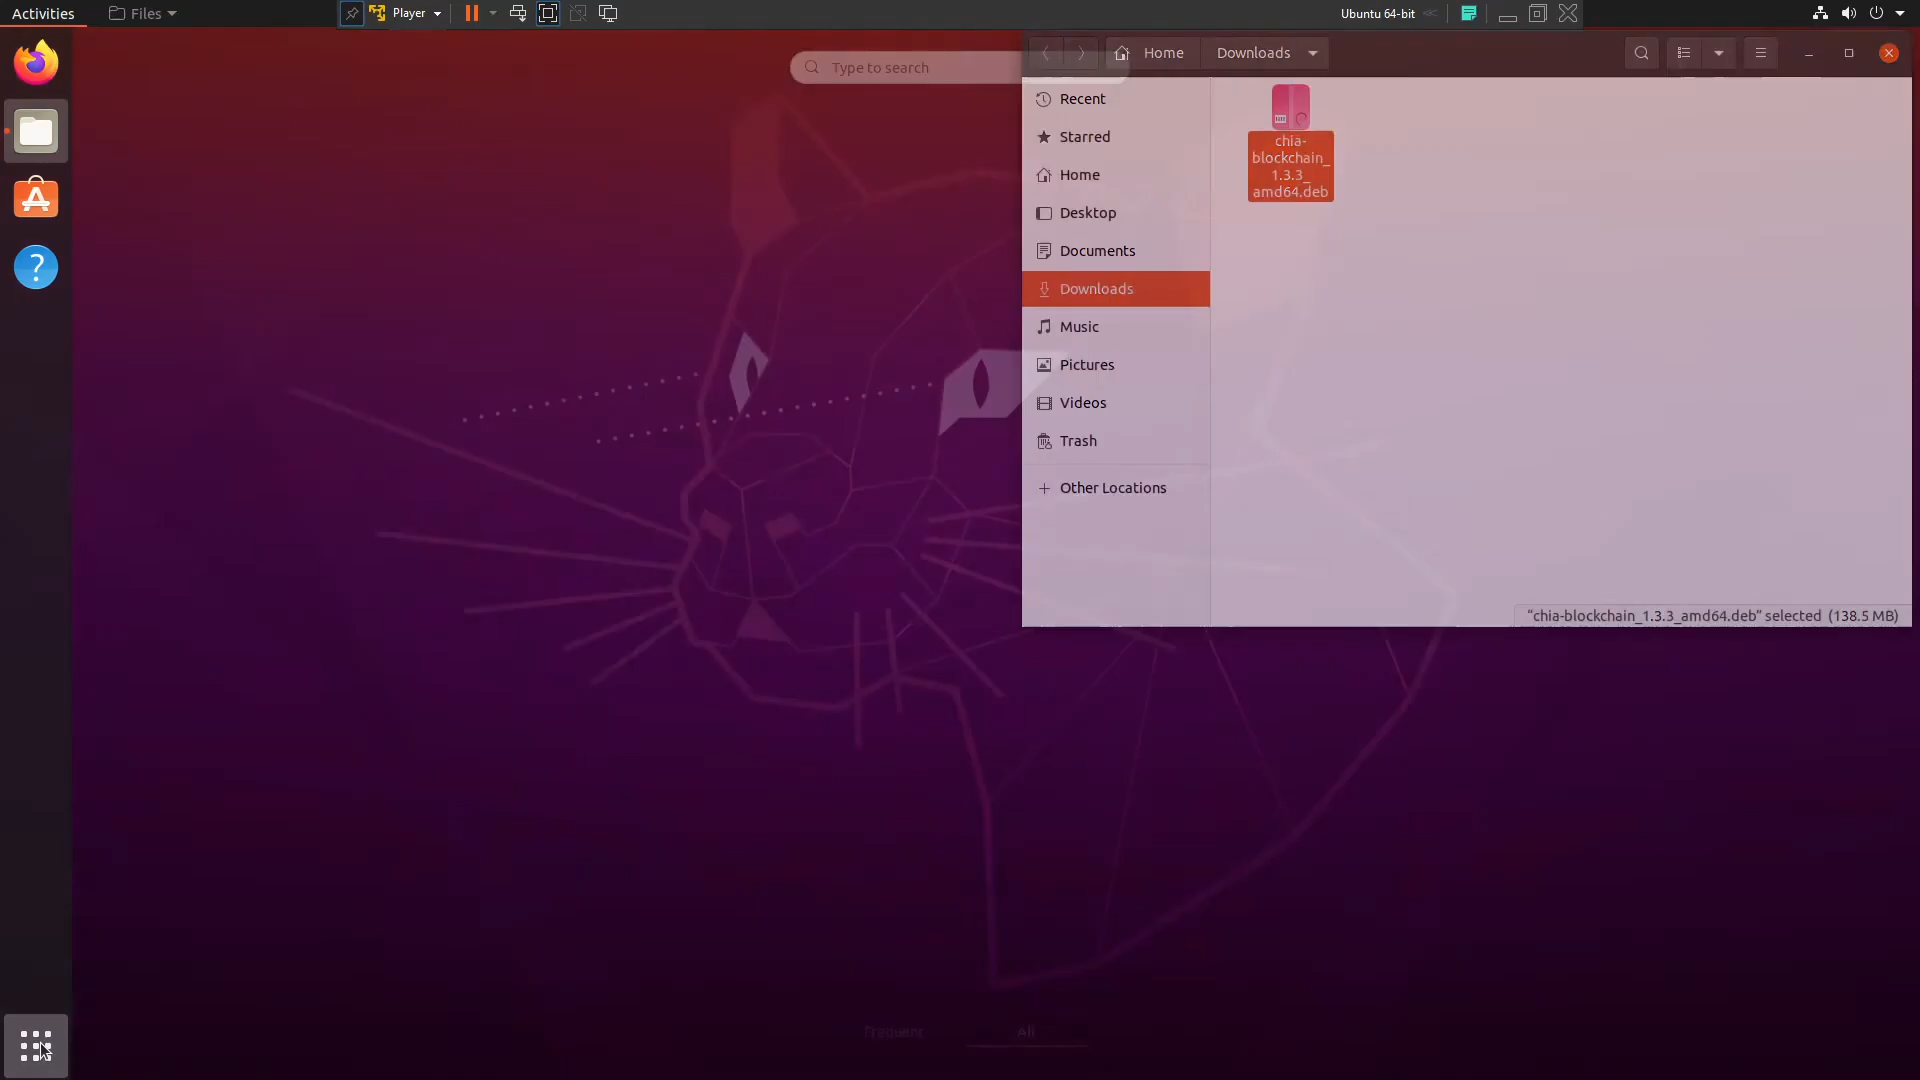 Activities
Files
Player
Ubuntu 64-bit
Type to search
Home
Downloads
Recent
Starred
Home
Desktop
Documents
Downloads
Music
Pictures
Videos
Trash
Other Locations
chia-
blockchain_
1.3.3_
amd64.deb
“chia-blockchain_1.3.3_amd64.deb” selected (138.5 MB)
?
Frequent
All